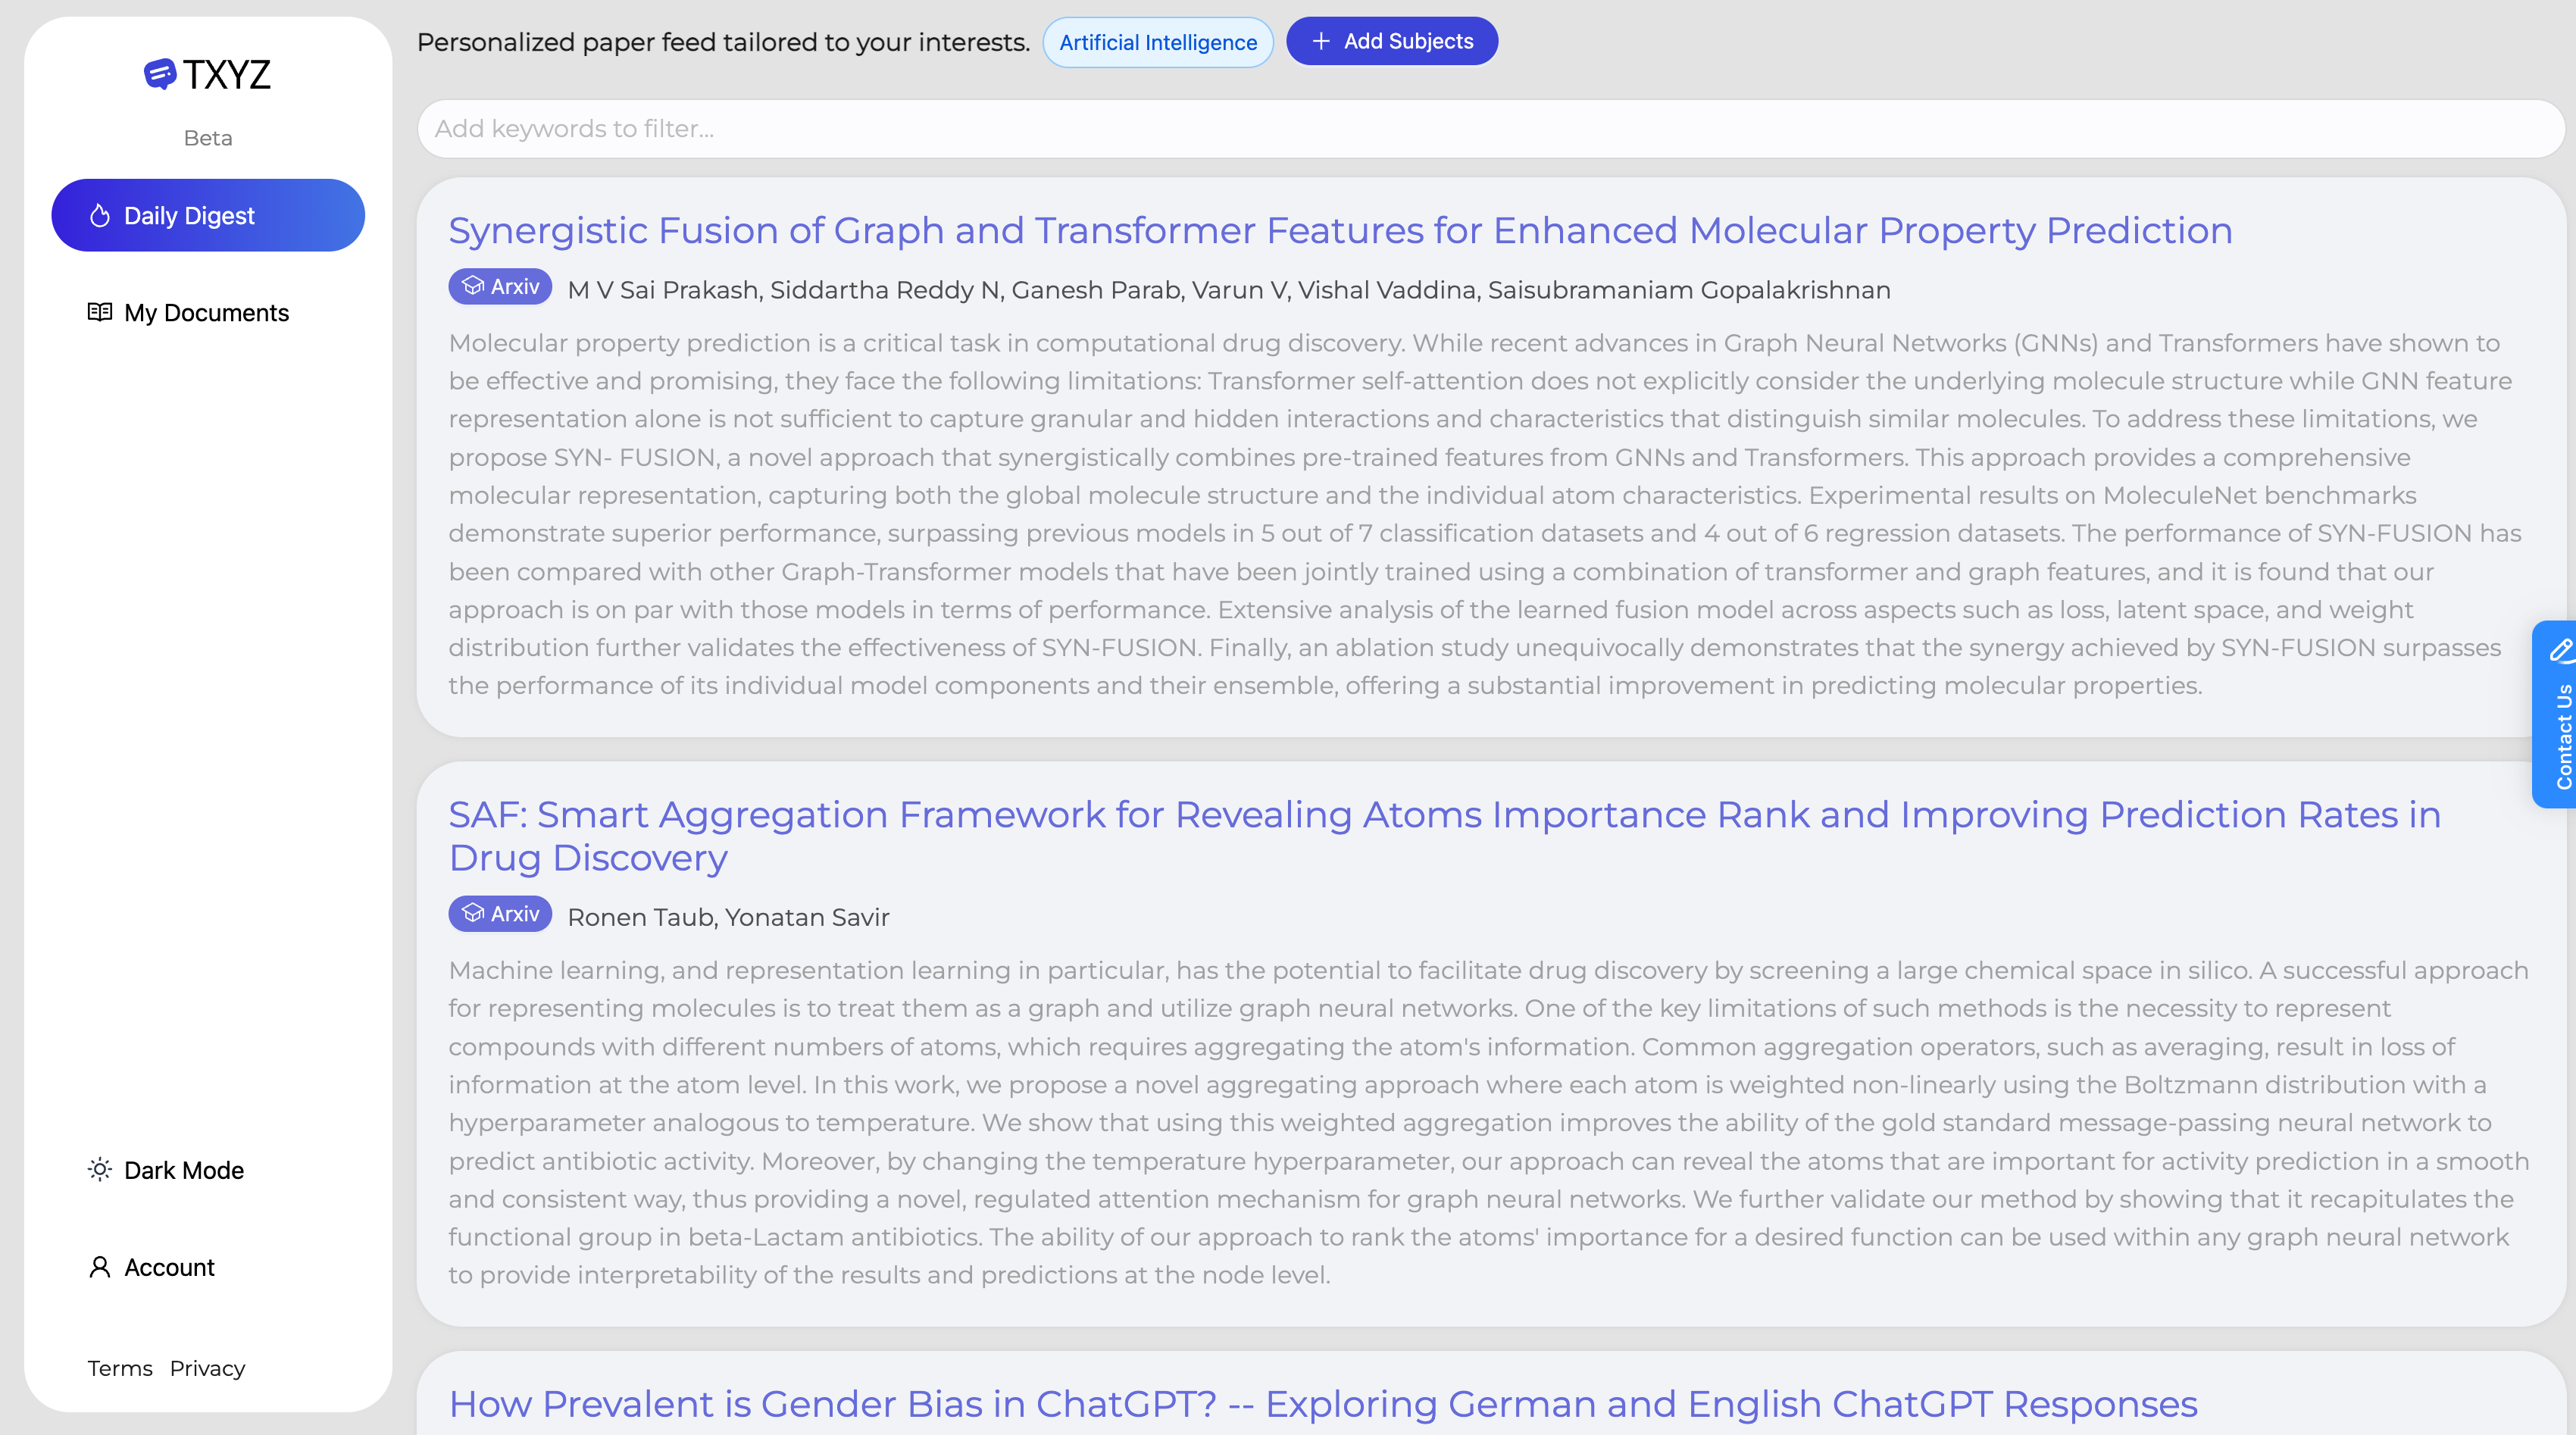 TXYZ
Beta
Daily Digest
My Documents
Dark Mode
Account
Terms Privacy
Personalized paper feed tailored to your interests. Artificial Intelligence + Add Subjects
Add keywords to filter...
Synergistic Fusion of Graph and Transformer Features for Enhanced Molecular Property Prediction
Arxiv M V Sai Prakash, Siddartha Reddy N, Ganesh Parab, Varun V, Vishal Vaddina, Saisubramaniam Gopalakrishnan
Molecular property prediction is a critical task in computational drug discovery. While recent advances in Graph Neural Networks (GNNs) and Transformers have shown to
be effective and promising, they face the following limitations: Transformer self-attention does not explicitly consider the underlying molecule structure while GNN feature
representation alone is not sufficient to capture granular and hidden interactions and characteristics that distinguish similar molecules. To address these limitations, we
propose SYN- FUSION, a novel approach that synergistically combines pre-trained features from GNNs and Transformers. This approach provides a comprehensive
molecular representation, capturing both the global molecule structure and the individual atom characteristics. Experimental results on MoleculeNet benchmarks
demonstrate superior performance, surpassing previous models in 5 out of 7 classification datasets and 4 out of 6 regression datasets. The performance of SYN-FUSION has
been compared with other Graph-Transformer models that have been jointly trained using a combination of transformer and graph features, and it is found that our
approach is on par with those models in terms of performance. Extensive analysis of the learned fusion model across aspects such as loss, latent space, and weight
distribution further validates the effectiveness of SYN-FUSION. Finally, an ablation study unequivocally demonstrates that the synergy achieved by SYN-FUSION surpasses
the performance of its individual model components and their ensemble, offering a substantial improvement in predicting molecular properties.
Contact Us
SAF: Smart Aggregation Framework for Revealing Atoms Importance Rank and Improving Prediction Rates in
Drug Discovery
Arxiv Ronen Taub, Yonatan Savir
Machine learning, and representation learning in particular, has the potential to facilitate drug discovery by screening a large chemical space in silico. A successful approach
for representing molecules is to treat them as a graph and utilize graph neural networks. One of the key limitations of such methods is the necessity to represent
compounds with different numbers of atoms, which requires aggregating the atom's information. Common aggregation operators, such as averaging, result in loss of
information at the atom level. In this work, we propose a novel aggregating approach where each atom is weighted non-linearly using the Boltzmann distribution with a
hyperparameter analogous to temperature. We show that using this weighted aggregation improves the ability of the gold standard message-passing neural network to
predict antibiotic activity. Moreover, by changing the temperature hyperparameter, our approach can reveal the atoms that are important for activity prediction in a smooth
and consistent way, thus providing a novel, regulated attention mechanism for graph neural networks. We further validate our method by showing that it recapitulates the
functional group in beta-Lactam antibiotics. The ability of our approach to rank the atoms' importance for a desired function can be used within any graph neural network
to provide interpretability of the results and predictions at the node level.
How Prevalent is Gender Bias in ChatGPT? -- Exploring German and English ChatGPT Responses